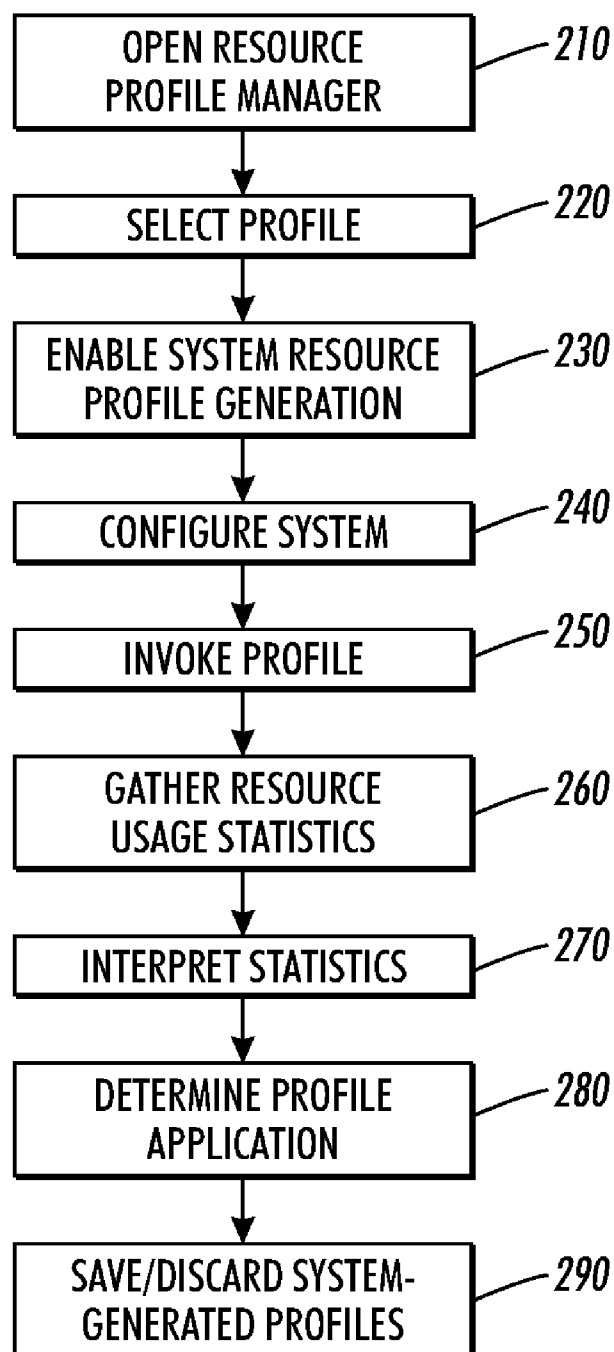 OPEN RESOURCE
PROFILE MANAGER
210
SELECT PROFILE
220
ENABLE SYSTEM RESOURCE
PROFILE GENERATION
230
CONFIGURE SYSTEM
240
INVOKE PROFILE
250
GATHER RESOURCE
USAGE STATISTICS
260
INTERPRET STATISTICS
270
DETERMINE PROFILE
APPLICATION
280
SAVE/DISCARD SYSTEM-
GENERATED PROFILES
290